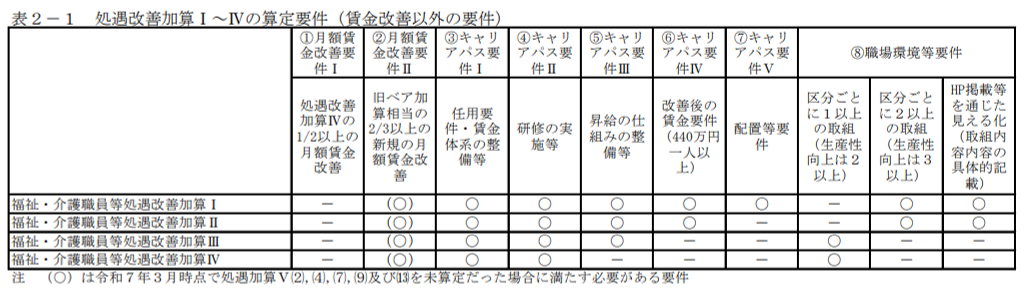 表2-1 処遇改善加算Ⅰ~Ⅳの算定要件（賃金改善以外の要件）
①月額賃金改善要件Ⅰ
②月額賃金改善要件Ⅱ
③キャリアパス要件Ⅰ
④キャリアパス要件Ⅱ
⑤キャリアパス要件Ⅲ
⑥キャリアパス要件Ⅳ
⑦キャリアパス要件Ⅴ
⑧職場環境等要件
処遇改善加算Ⅳの1/2以上の月額賃金改善
旧ベア加算相当の2/3以上の新規の月額賃金改善
任用要件・賃金体系の整備等
研修の実施等
昇給の仕組みの整備等
改善後の賃金要件（440万円一人以上）
配置等要件
区分ごとに1以上の取組（生産性向上は2以上）
区分ごとに2以上の取組（生産性向上は3以上）
HP掲載等を通じた見える化（取組内容内容の具体的記載）
福祉・介護職員等処遇改善加算Ⅰ － （○） ○ ○ ○ ○ ○ － ○ ○
福祉・介護職員等処遇改善加算Ⅱ － （○） ○ ○ ○ ○ － － ○ ○
福祉・介護職員等処遇改善加算Ⅲ － （○） ○ ○ ○ － － ○ － －
福祉・介護職員等処遇改善加算Ⅳ － （○） ○ ○ － － － ○ － －
注 （○）は令和7年3月時点で処遇加算Ⅴ⑵,⑷,⑺,⑼及び⒀を未算定だった場合に満たす必要がある要件